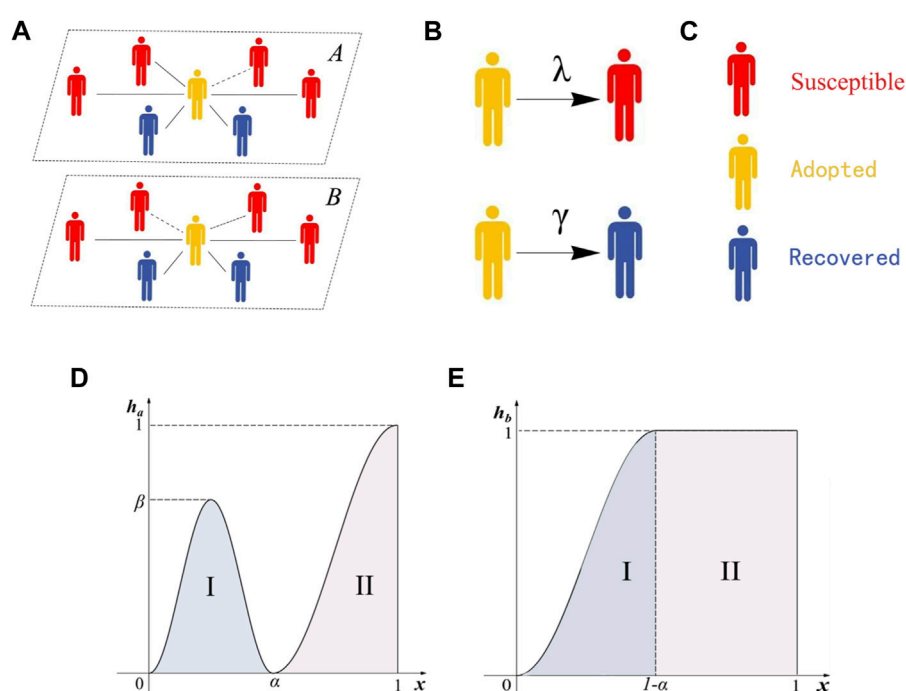 A
A
B
B
λ
γ
C
Susceptible
Adopted
Recovered
D
h_a
1
β
I
II
0
α
1
x
E
h_b
1
I
II
0
1-α
1
x